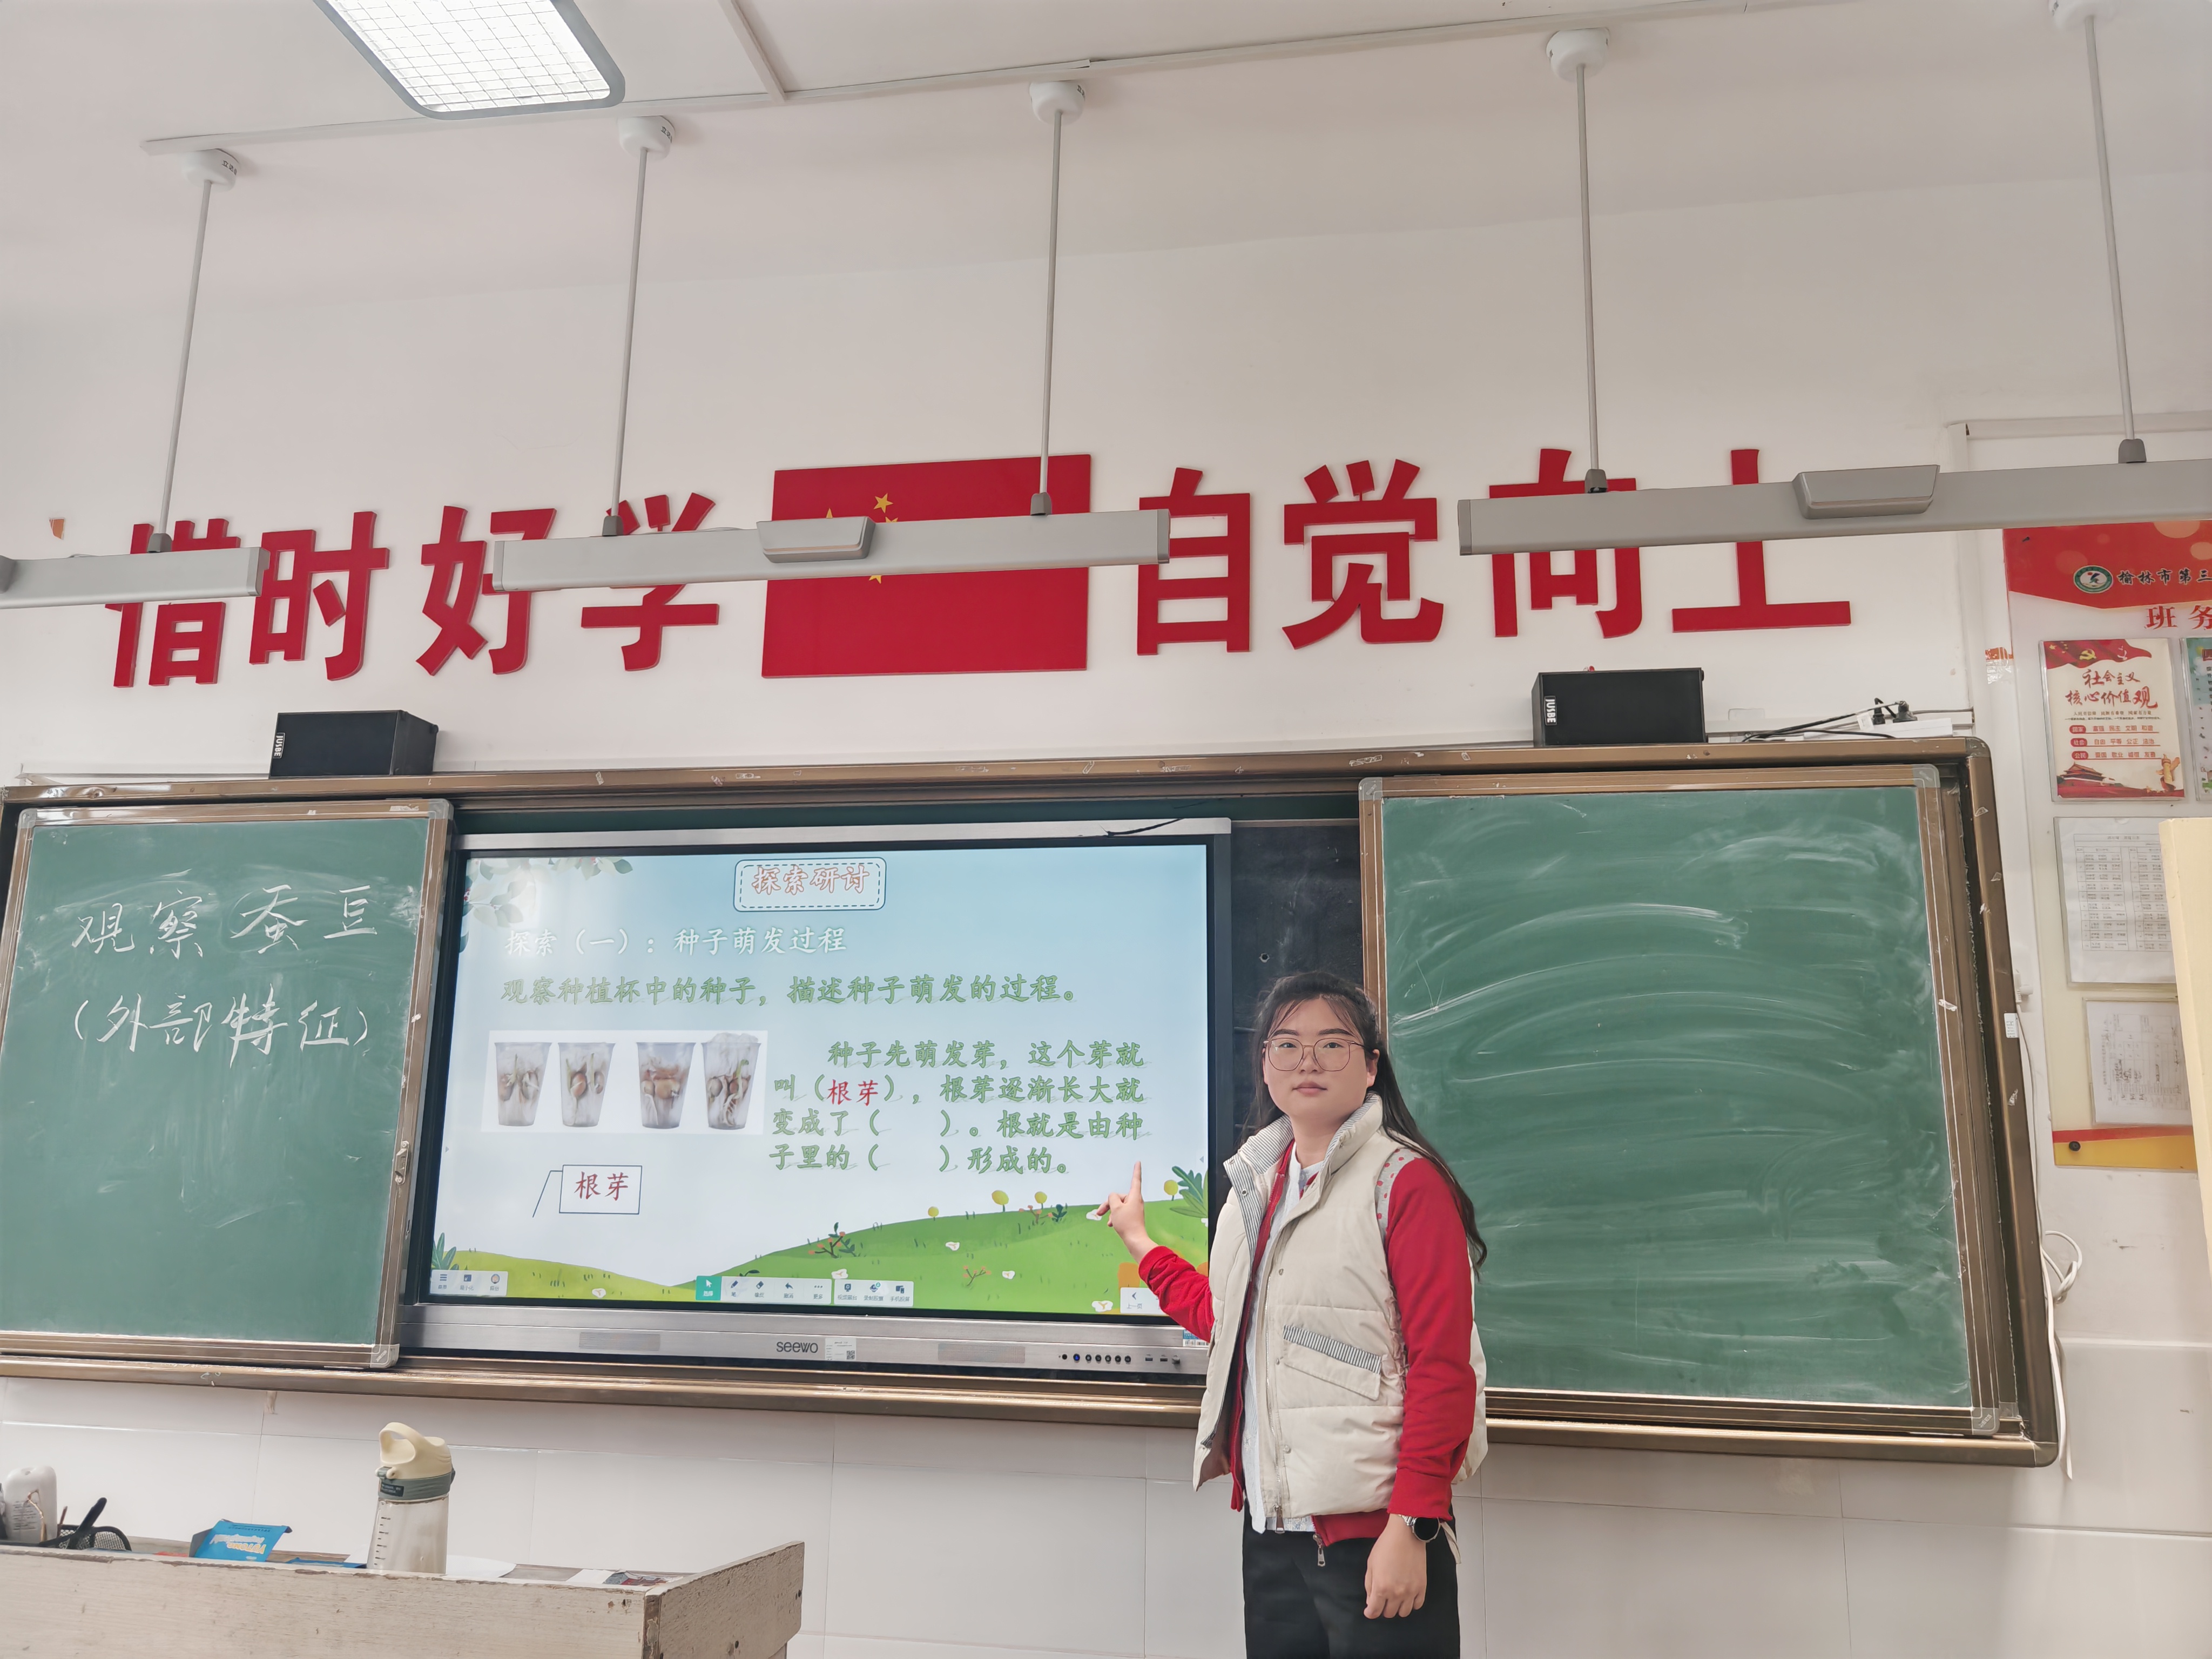 惜时好学 自觉向上
JUSBE
JUSBE
榆林市第三
班务
社会主义
核心价值观
观察蚕豆
（外部特征）
探索研讨
探索（一）：种子萌发过程
观察种植杯中的种子，描述种子萌发的过程。
种子先萌发芽，这个芽就
叫（根芽），根芽逐渐长大就
变成了（ ）。根就是由种
子里的（ ）形成的。
根芽
上一页
seewo